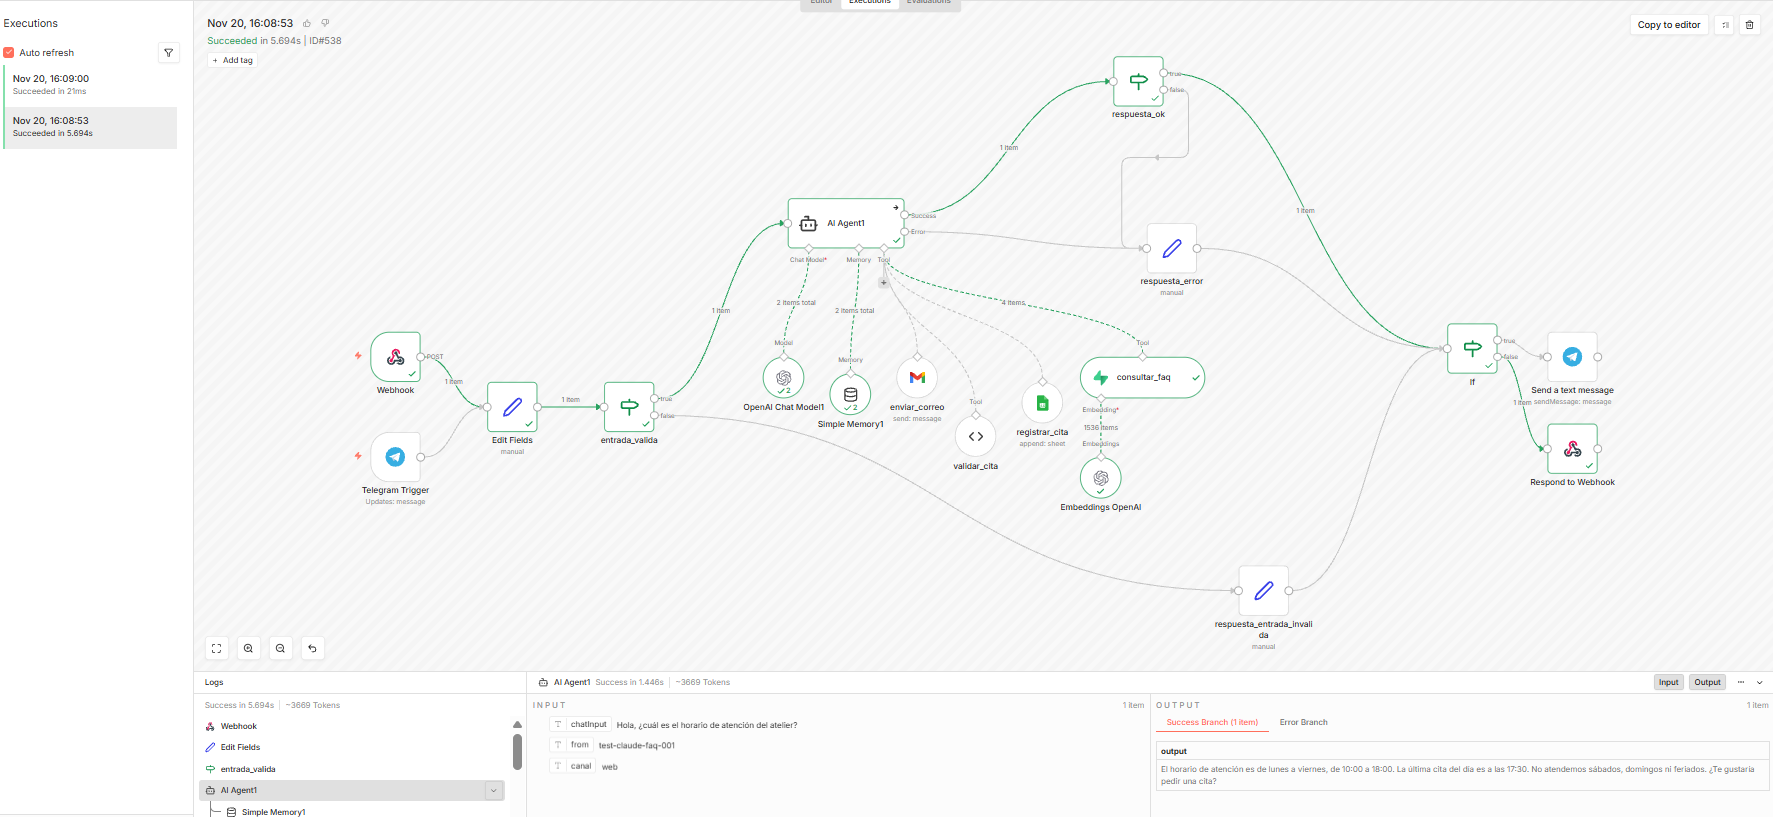 Editor Executions Evaluations
Executions
Auto refresh
Nov 20, 16:09:00
Succeeded in 21ms
Nov 20, 16:08:53
Succeeded in 5.694s
Nov 20, 16:08:53
Succeeded in 5.694s | ID#538
+ Add tag
Copy to editor
true
false
respuesta_ok
1 item
1 item
AI Agent1
Success
Error
Chat Model*
Memory
Tool
+
respuesta_error
manual
2 items total
2 items total
4 items
1 item
Model
Memory
Tool
Tool
Webhook
POST
1 item
Edit Fields
manual
1 item
entrada_valida
true
false
Telegram Trigger
Updates: message
OpenAI Chat Model1
2
Simple Memory1
2
enviar_correo
send: message
validar_cita
registrar_cita
append: sheet
consultar_faq
Embedding*
1536 items
Embeddings
Embeddings OpenAI
If
true
false
Send a text message
sendMessage: message
1 item
Respond to Webhook
respuesta_entrada_invali
da
manual
Logs
Success in 5.694s | ~3669 Tokens
Webhook
Edit Fields
entrada_valida
AI Agent1
Simple Memory1
AI Agent1 Success in 1.446s | ~3669 Tokens
Input
Output
INPUT
1 item
T chatInput Hola, ¿cuál es el horario de atención del atelier?
T from test-claude-faq-001
T canal web
OUTPUT
1 item
Success Branch (1 item)
Error Branch
output
El horario de atención es de lunes a viernes, de 10:00 a 18:00. La última cita del día es a las 17:30. No atendemos sábados, domingos ni feriados. ¿Te gustaría
pedir una cita?